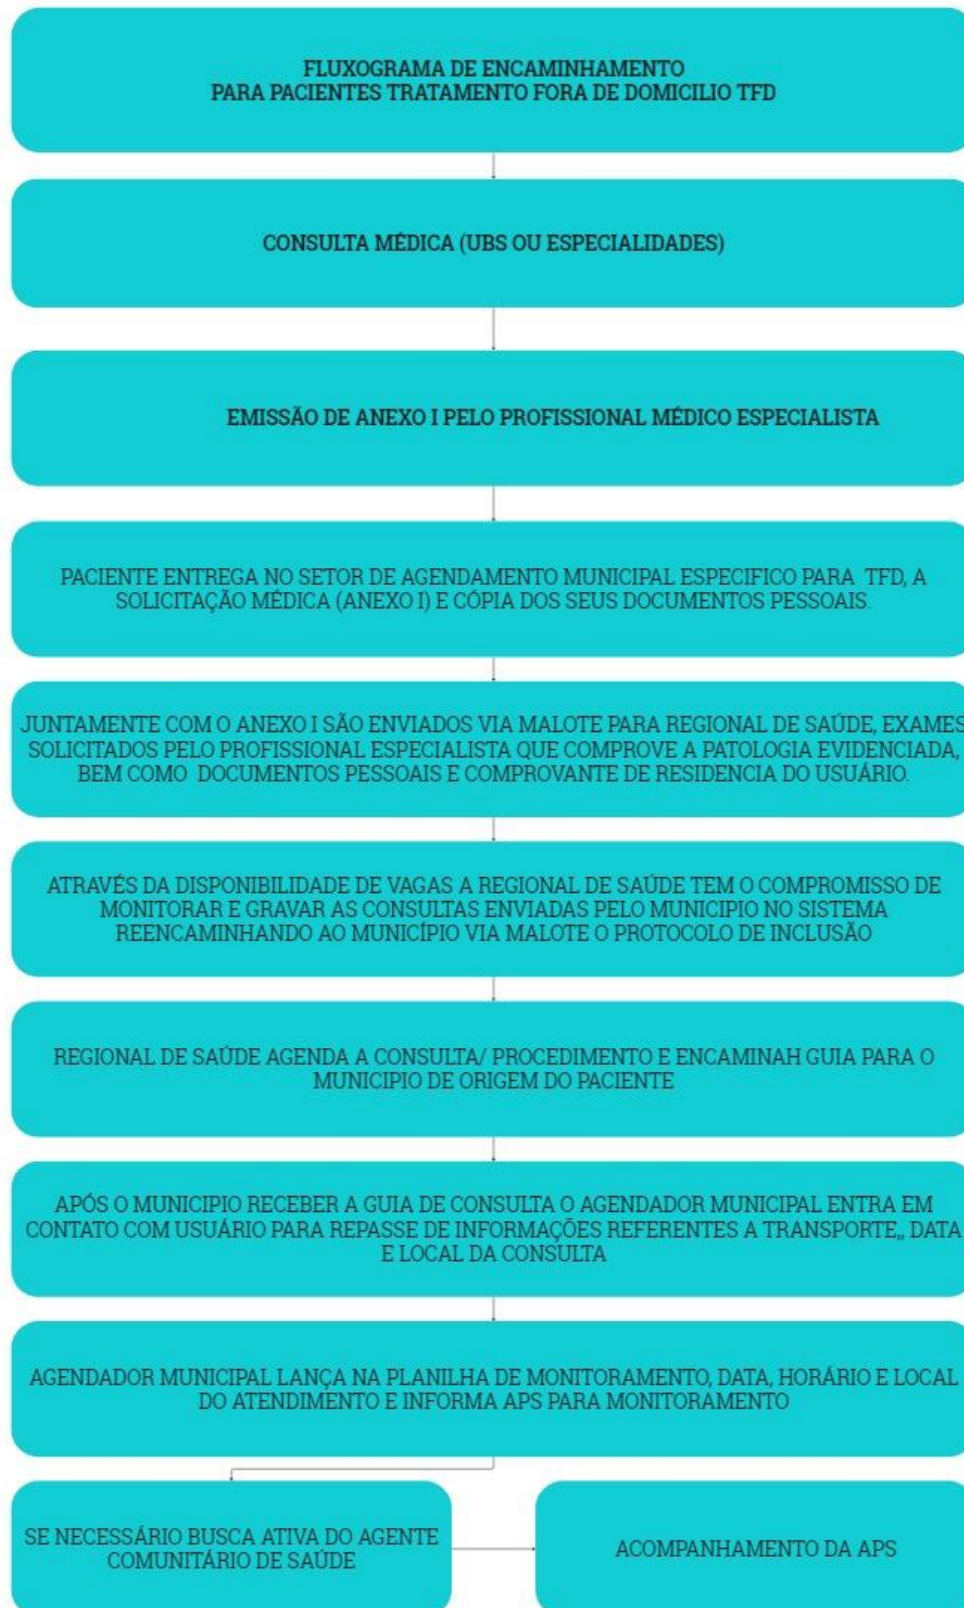 FLUXOGRAMA DE ENCAMINHAMENTO
PARA PACIENTES TRATAMENTO FORA DE DOMICILIO TFD
CONSULTA MÉDICA (UBS OU ESPECIALIDADES)
EMISSÃO DE ANEXO I PELO PROFISSIONAL MÉDICO ESPECIALISTA
PACIENTE ENTREGA NO SETOR DE AGENDAMENTO MUNICIPAL ESPECIFICO PARA  TFD, A
SOLICITAÇÃO MÉDICA (ANEXO I) E CÓPIA DOS SEUS DOCUMENTOS PESSOAIS.
JUNTAMENTE COM O ANEXO I SÃO ENVIADOS VIA MALOTE PARA REGIONAL DE SAÚDE, EXAMES
SOLICITADOS PELO PROFISSIONAL ESPECIALISTA QUE COMPROVE A PATOLOGIA EVIDENCIADA,
BEM COMO  DOCUMENTOS PESSOAIS E COMPROVANTE DE RESIDENCIA DO USUÁRIO.
ATRAVÉS DA DISPONIBILIDADE DE VAGAS A REGIONAL DE SAÚDE TEM O COMPROMISSO DE
MONITORAR E GRAVAR AS CONSULTAS ENVIADAS PELO MUNICIPIO NO SISTEMA
REENCAMINHANDO AO MUNICÍPIO VIA MALOTE O PROTOCOLO DE INCLUSÃO
REGIONAL DE SAÚDE AGENDA A CONSULTA/ PROCEDIMENTO E ENCAMINAH GUIA PARA O
MUNICIPIO DE ORIGEM DO PACIENTE
APÓS O MUNICIPIO RECEBER A GUIA DE CONSULTA O AGENDADOR MUNICIPAL ENTRA EM
CONTATO COM USUÁRIO PARA REPASSE DE INFORMAÇÕES REFERENTES A TRANSPORTE,, DATA
E LOCAL DA CONSULTA
AGENDADOR MUNICIPAL LANÇA NA PLANILHA DE MONITORAMENTO, DATA, HORÁRIO E LOCAL
DO ATENDIMENTO E INFORMA APS PARA MONITORAMENTO
SE NECESSÁRIO BUSCA ATIVA DO AGENTE
COMUNITÁRIO DE SAÚDE
ACOMPANHAMENTO DA APS